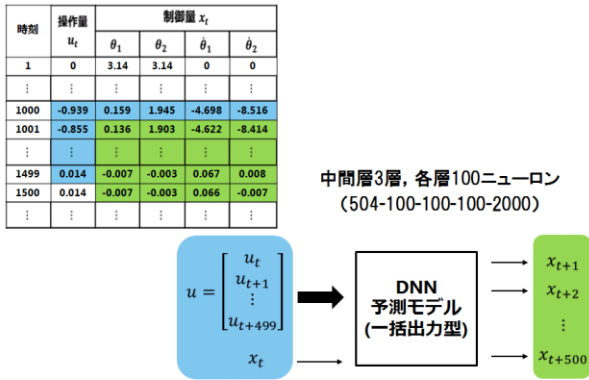 時刻 操作量 u_t 制御量 x_t
θ_1 θ_2 θ̇_1 θ̇_2
1 0 3.14 3.14 0 0
⋮ ⋮ ⋮ ⋮ ⋮ ⋮
1000 -0.939 0.159 1.945 -4.698 -8.516
1001 -0.855 0.136 1.903 -4.622 -8.414
⋮ ⋮ ⋮ ⋮ ⋮ ⋮
1499 0.014 -0.007 -0.003 0.067 0.008
1500 0.014 -0.007 -0.003 0.066 -0.007
⋮ ⋮ ⋮ ⋮ ⋮ ⋮
中間層3層，各層100ニューロン
（504-100-100-100-2000）
u = [u_t
u_{t+1}
⋮
u_{t+499}]
x_t
DNN
予測モデル
(一括出力型)
x_{t+1}
x_{t+2}
⋮
x_{t+500}